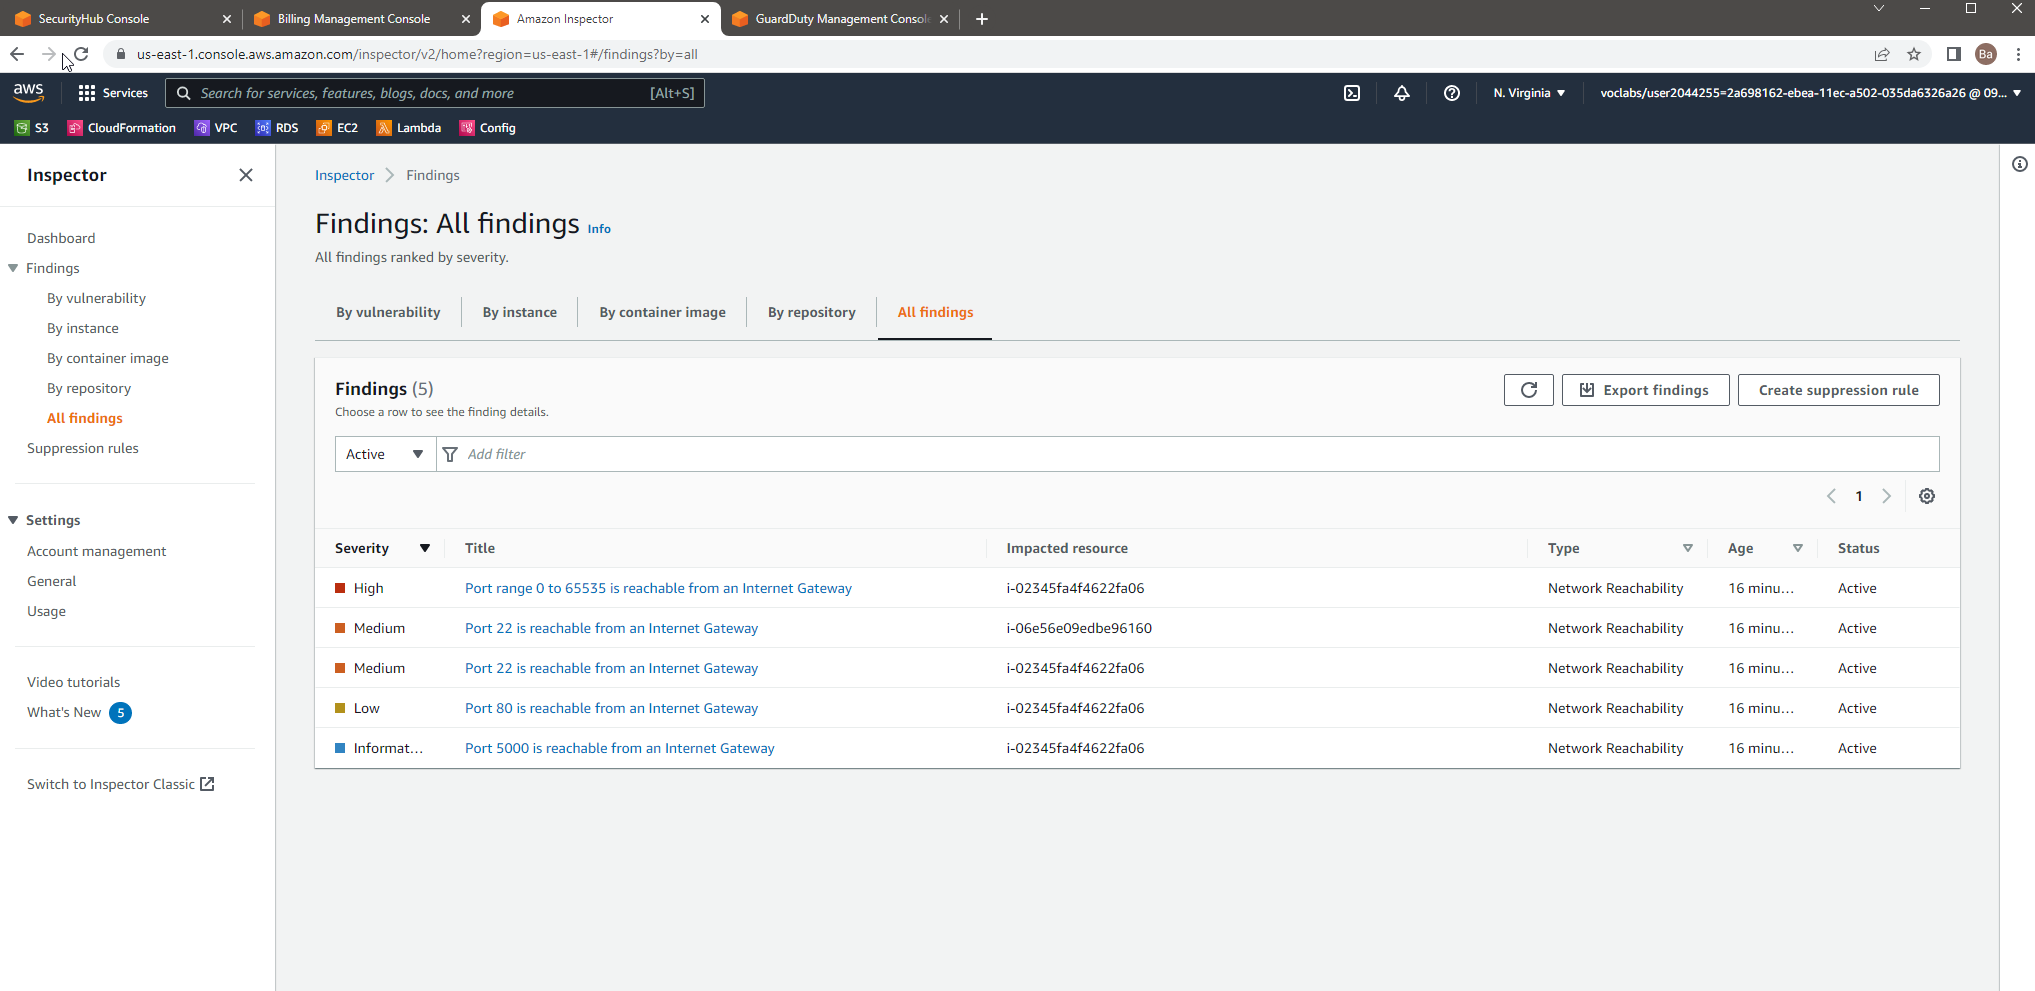 SecurityHub Console
Billing Management Console
Amazon Inspector
GuardDuty Management Console
us-east-1.console.aws.amazon.com/inspector/v2/home?region=us-east-1#/findings?by=all
Ba
aws
Services
Search for services, features, blogs, docs, and more
[Alt+S]
N. Virginia
voclabs/user2044255=2a698162-ebea-11ec-a502-035da6326a26 @ 09...
S3
CloudFormation
VPC
RDS
EC2
Lambda
Config
Inspector
Dashboard
Findings
By vulnerability
By instance
By container image
By repository
All findings
Suppression rules
Settings
Account management
General
Usage
Video tutorials
What's New 5
Switch to Inspector Classic
Inspector > Findings
Findings: All findings Info
All findings ranked by severity.
By vulnerability
By instance
By container image
By repository
All findings
Findings (5)
Choose a row to see the finding details.
Export findings
Create suppression rule
Active
Add filter
1
Severity Title Impacted resource Type Age Status
High Port range 0 to 65535 is reachable from an Internet Gateway i-02345fa4f4622fa06 Network Reachability 16 minu... Active
Medium Port 22 is reachable from an Internet Gateway i-06e56e09edbe96160 Network Reachability 16 minu... Active
Medium Port 22 is reachable from an Internet Gateway i-02345fa4f4622fa06 Network Reachability 16 minu... Active
Low Port 80 is reachable from an Internet Gateway i-02345fa4f4622fa06 Network Reachability 16 minu... Active
Informat... Port 5000 is reachable from an Internet Gateway i-02345fa4f4622fa06 Network Reachability 16 minu... Active